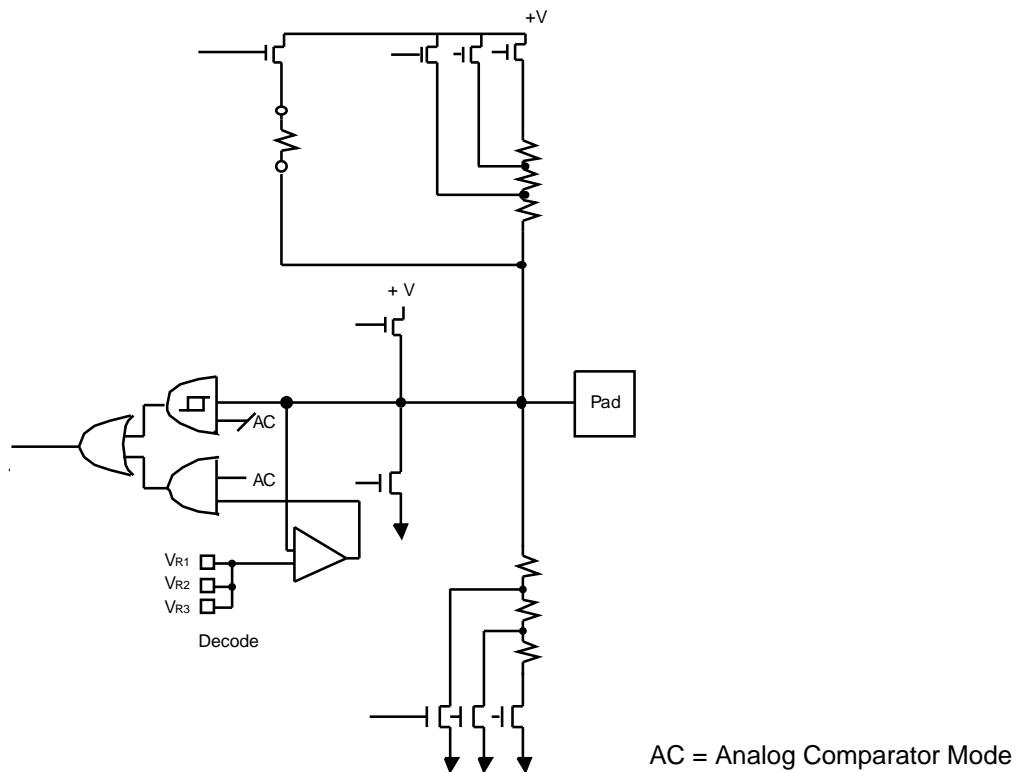 +V
+ V
Pad
AC
AC
VR1
VR2
VR3
Decode
AC = Analog Comparator Mode